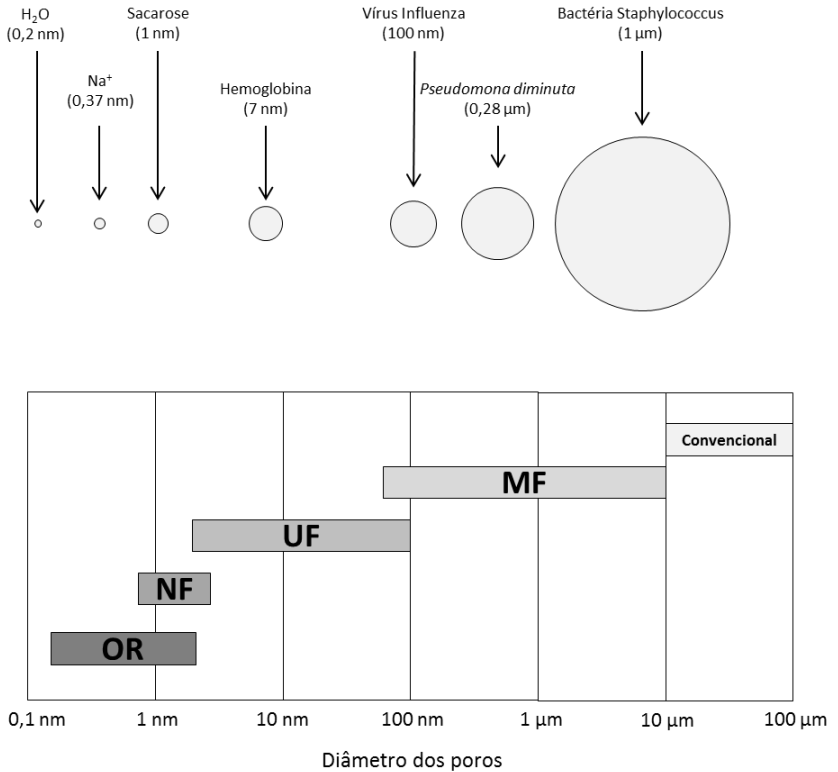 H₂O
(0,2 nm)
Na⁺
(0,37 nm)
Sacarose
(1 nm)
Hemoglobina
(7 nm)
Vírus Influenza
(100 nm)
Pseudomona diminuta
(0,28 µm)
Bactéria Staphylococcus
(1 µm)
Convencional
MF
UF
NF
OR
0,1 nm
1 nm
10 nm
100 nm
1 µm
10 µm
100 µm
Diâmetro dos poros